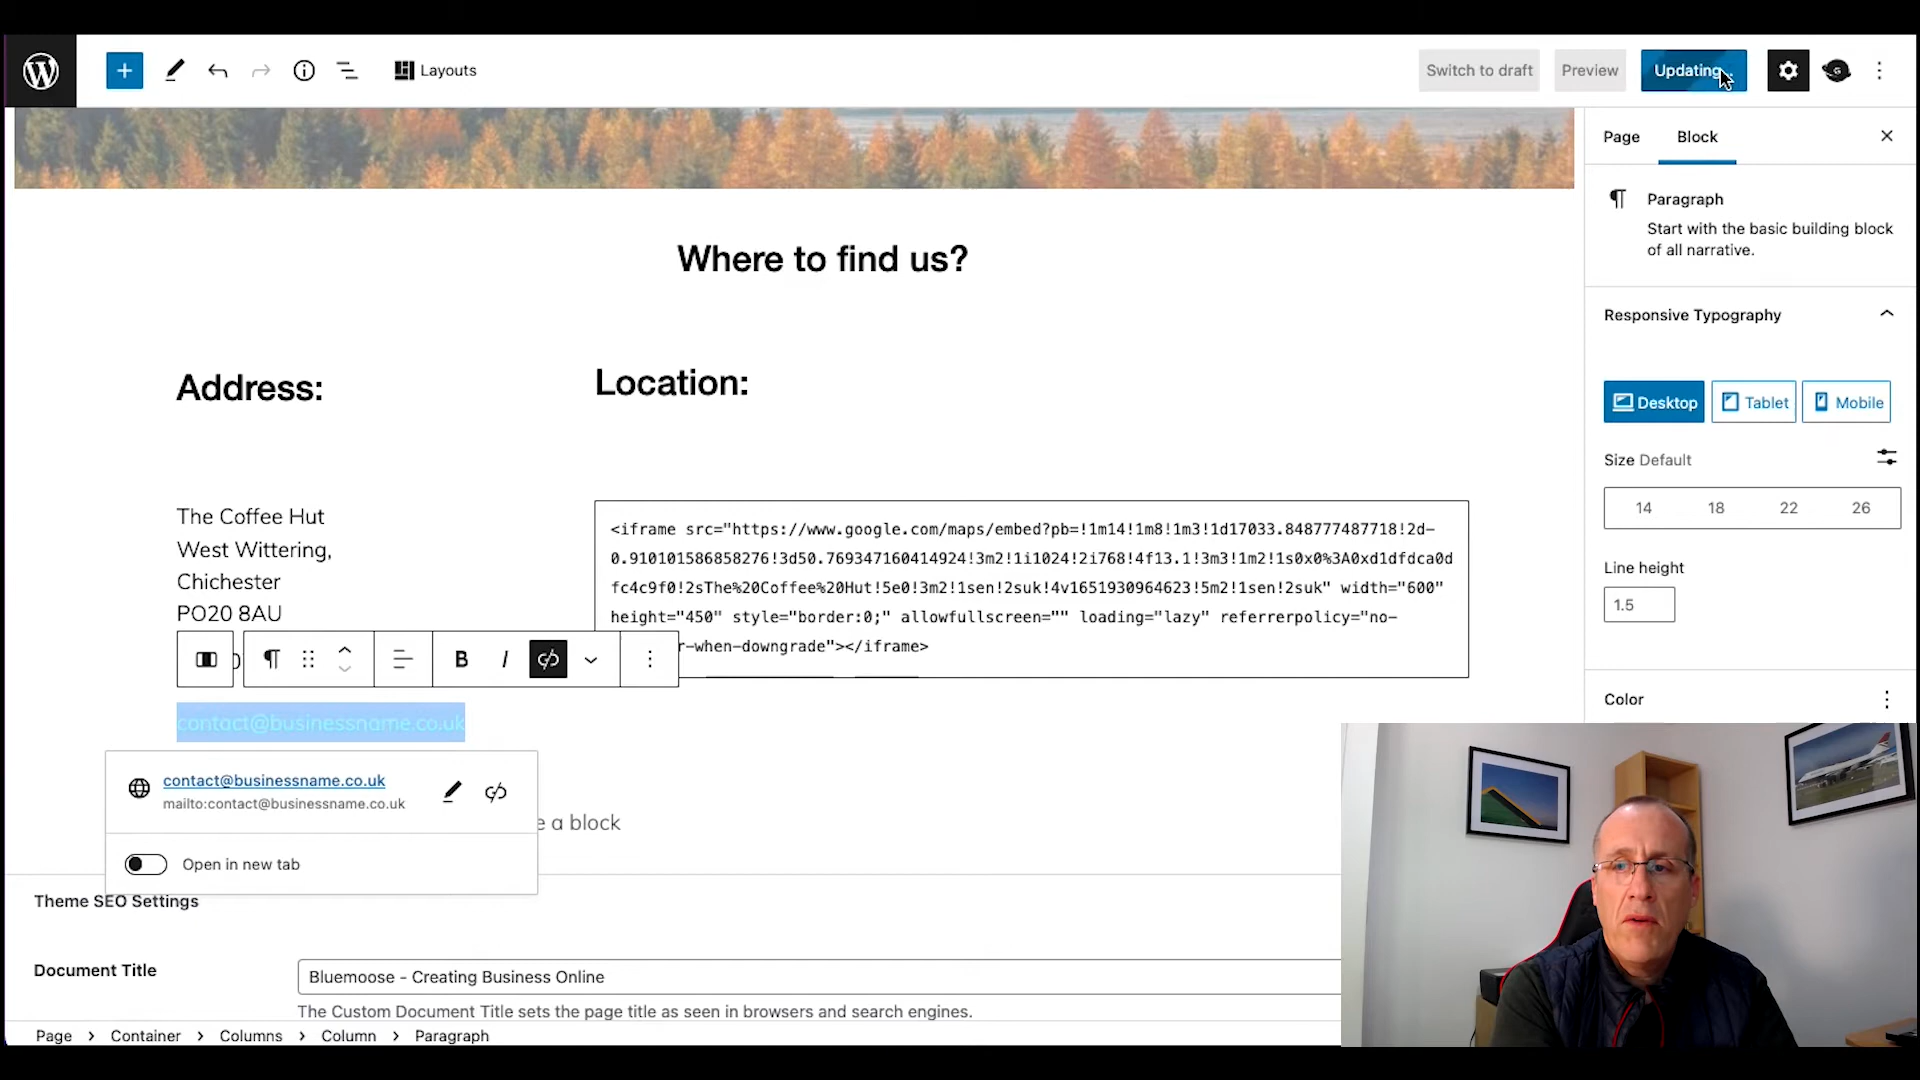 Layouts
Switch to draft
Preview
Updating...
Page
Block
Paragraph
Start with the basic building block
of all narrative.
Where to find us?
Responsive Typography
Address:
Location:
Desktop
Tablet
Mobile
Size Default
14 18 22 26
The Coffee Hut
West Wittering,
Chichester
PO20 8AU
<iframe src="https://www.google.com/maps/embed?pb=!1m14!1m8!1m3!1d17033.848777487718!2d-
0.910101586858276!3d50.769347160414924!3m2!1i1024!2i768!4f13.1!3m3!1m2!1s0x0%3A0xd1dfdca0d
fc4c9f0!2sThe%20Coffee%20Hut!5e0!3m2!1sen!2suk!4v1651930964623!5m2!1sen!2suk" width="600"
height="450" style="border:0;" allowfullscreen="" loading="lazy" referrerpolicy="no-
r-when-downgrade"></iframe>
Line height
1.5
B I
contact@businessname.co.uk
Color
contact@businessname.co.uk
mailto:contact@businessname.co.uk
e a block
Open in new tab
Theme SEO Settings
Document Title
Bluemoose - Creating Business Online
The Custom Document Title sets the page title as seen in browsers and search engines.
Page > Container > Columns > Column > Paragraph